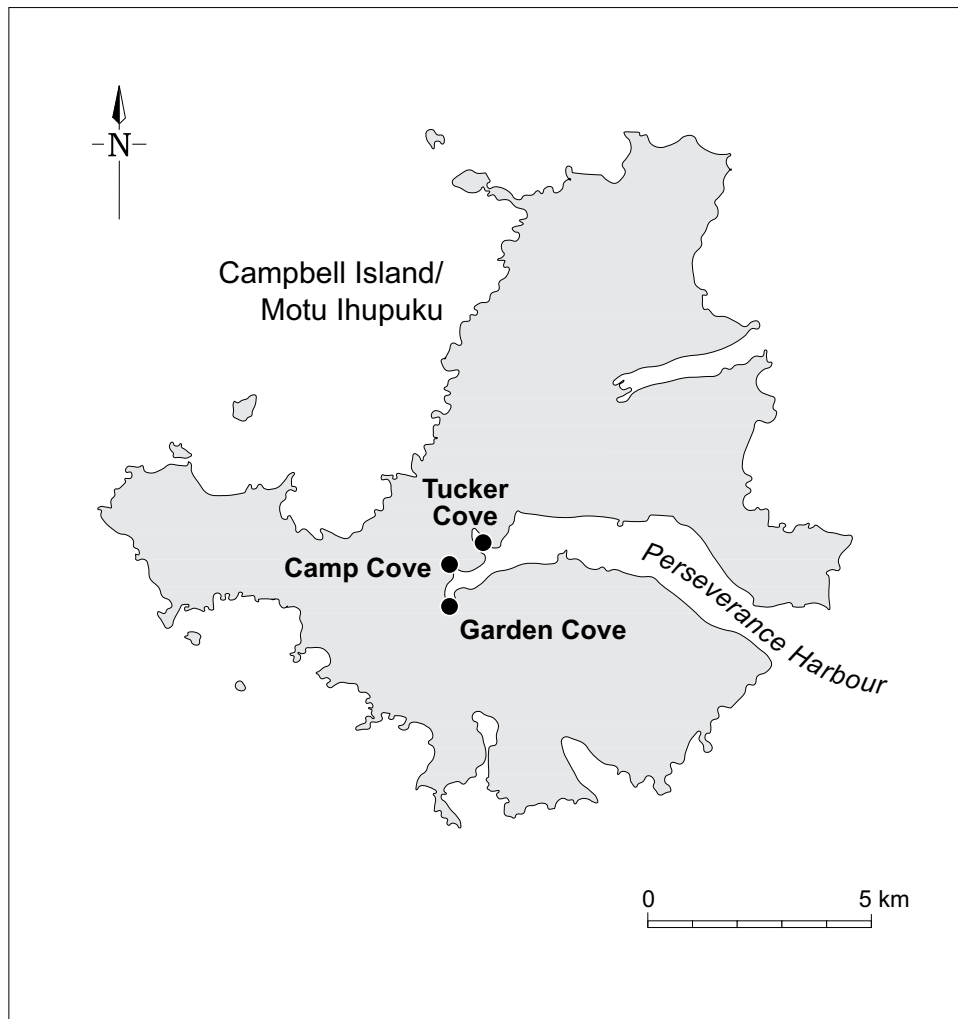 N
Campbell Island/
Motu Ihupuku
Tucker
Cove
Camp Cove
Garden Cove
Perseverance Harbour
0 5 km